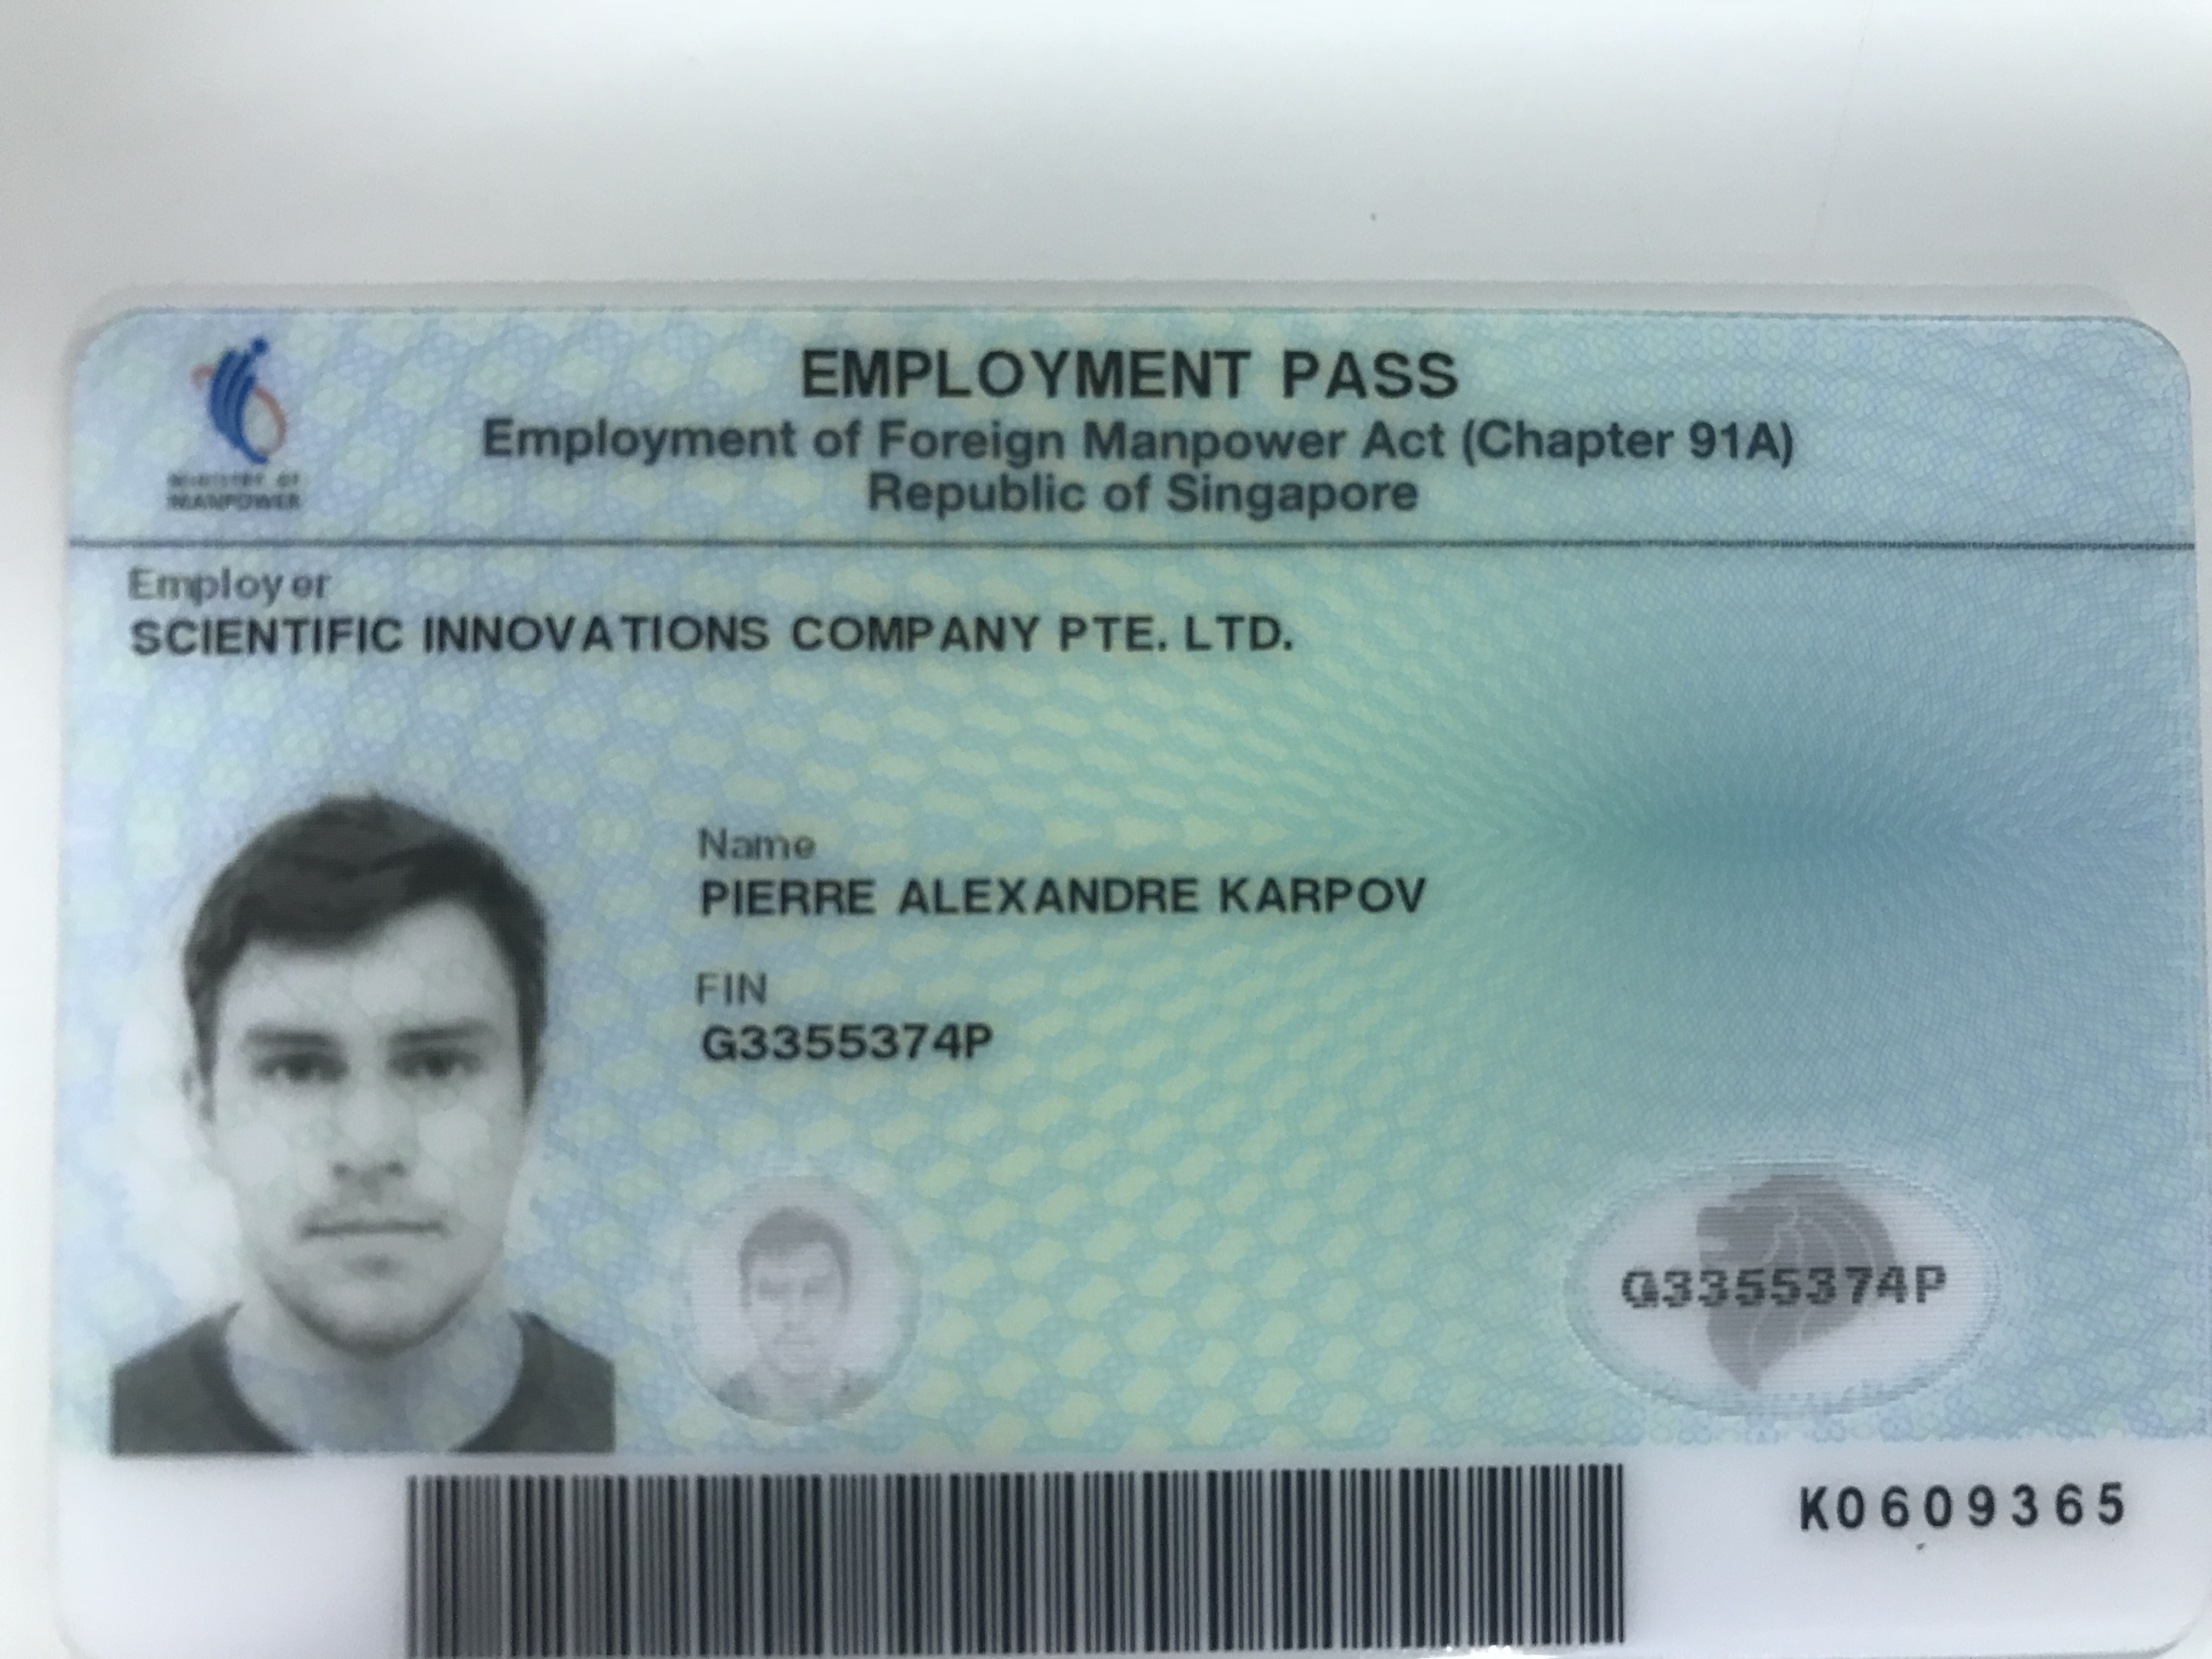 MINISTRY OF
MANPOWER
EMPLOYMENT PASS
Employment of Foreign Manpower Act (Chapter 91A)
Republic of Singapore
Employer
SCIENTIFIC INNOVATIONS COMPANY PTE. LTD.
Name
PIERRE ALEXANDRE KARPOV
FIN
G3355374P
G3355374P
K0609365